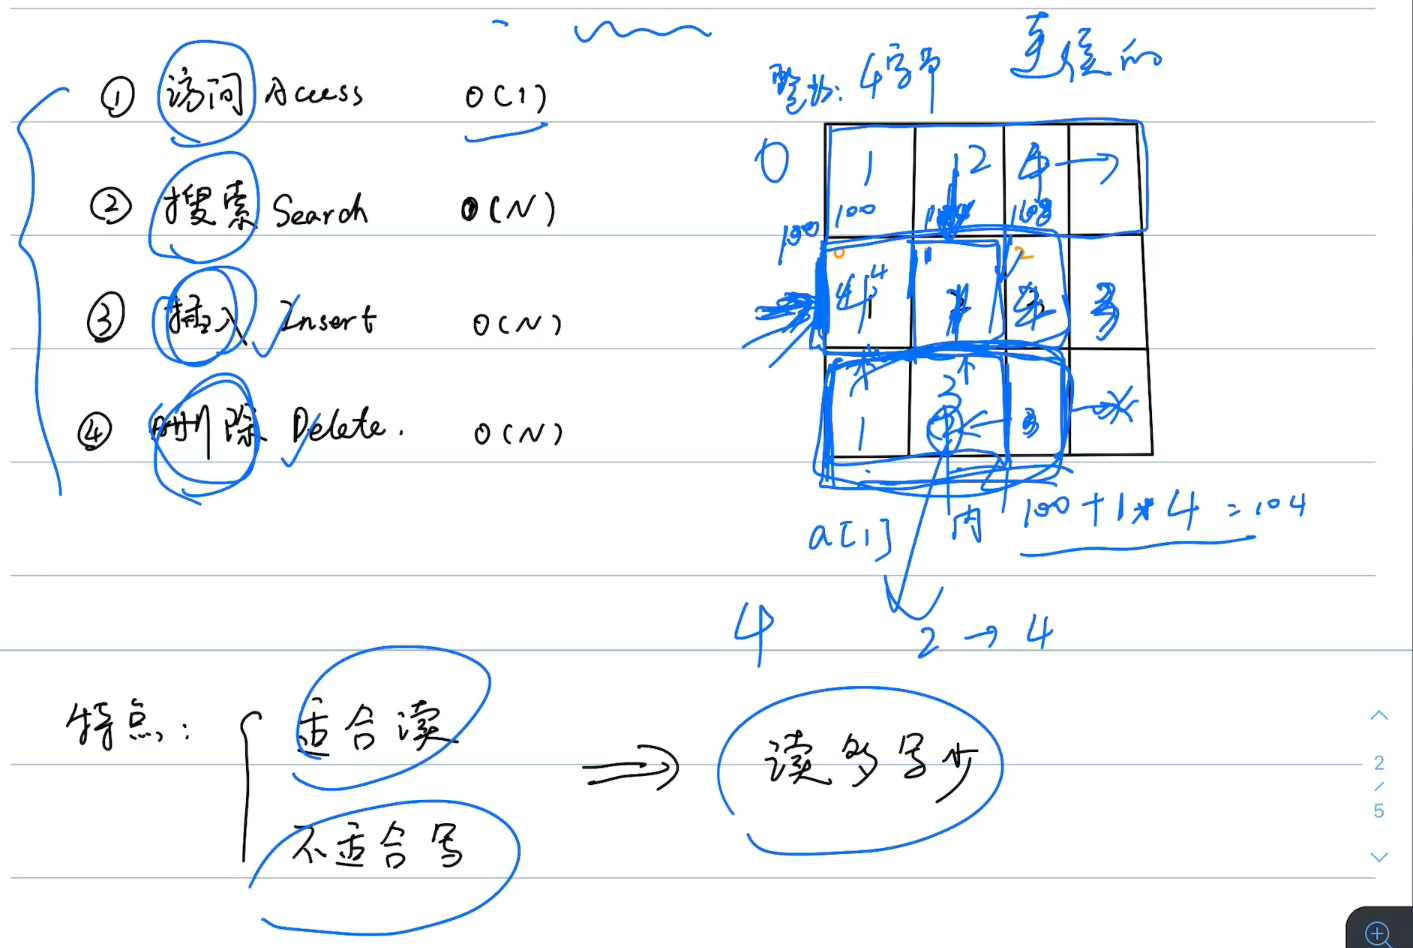 ① 访问 Access O(1)
② 搜索 Search O(N)
③ 插入 Insert O(N)
④ 删除 Delete. O(N)
整数: 4字节 连续的
0 1 2 4
100 108
100
0 1 2
4
1 2 3
a[1] 内 100+1*4=104
4 2→4
特点: 适合读 ⇒ 读多写少
不适合写
2
/
5